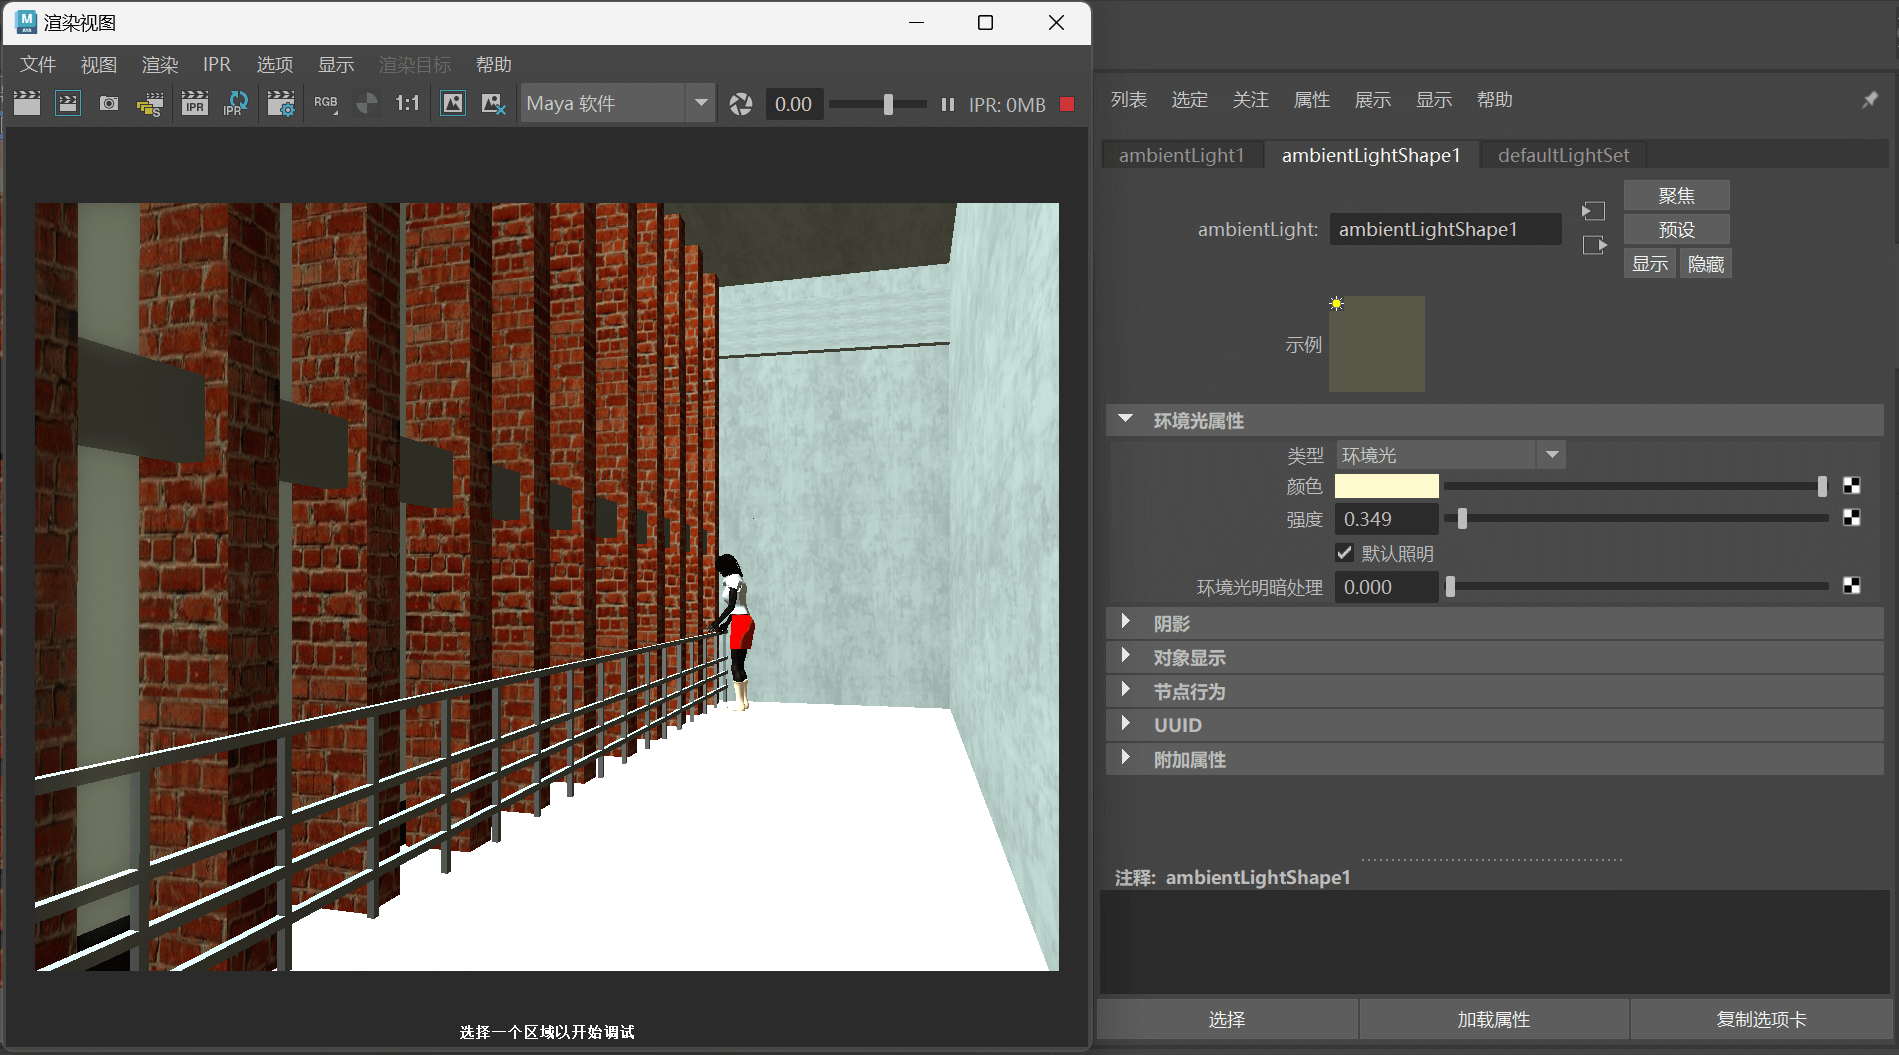 渲染视图
文件 视图 渲染 IPR 选项 显示 渲染目标 帮助
IPR IPR RGB 1:1 Maya 软件 0.00 IPR: 0MB
选择一个区域以开始调试
列表 选定 关注 属性 展示 显示 帮助
ambientLight1 ambientLightShape1 defaultLightSet
聚焦
ambientLight: ambientLightShape1 预设
显示 隐藏
示例
环境光属性
类型 环境光
颜色
强度 0.349
默认照明
环境光明暗处理 0.000
阴影
对象显示
节点行为
UUID
附加属性
注释: ambientLightShape1
选择 加载属性 复制选项卡